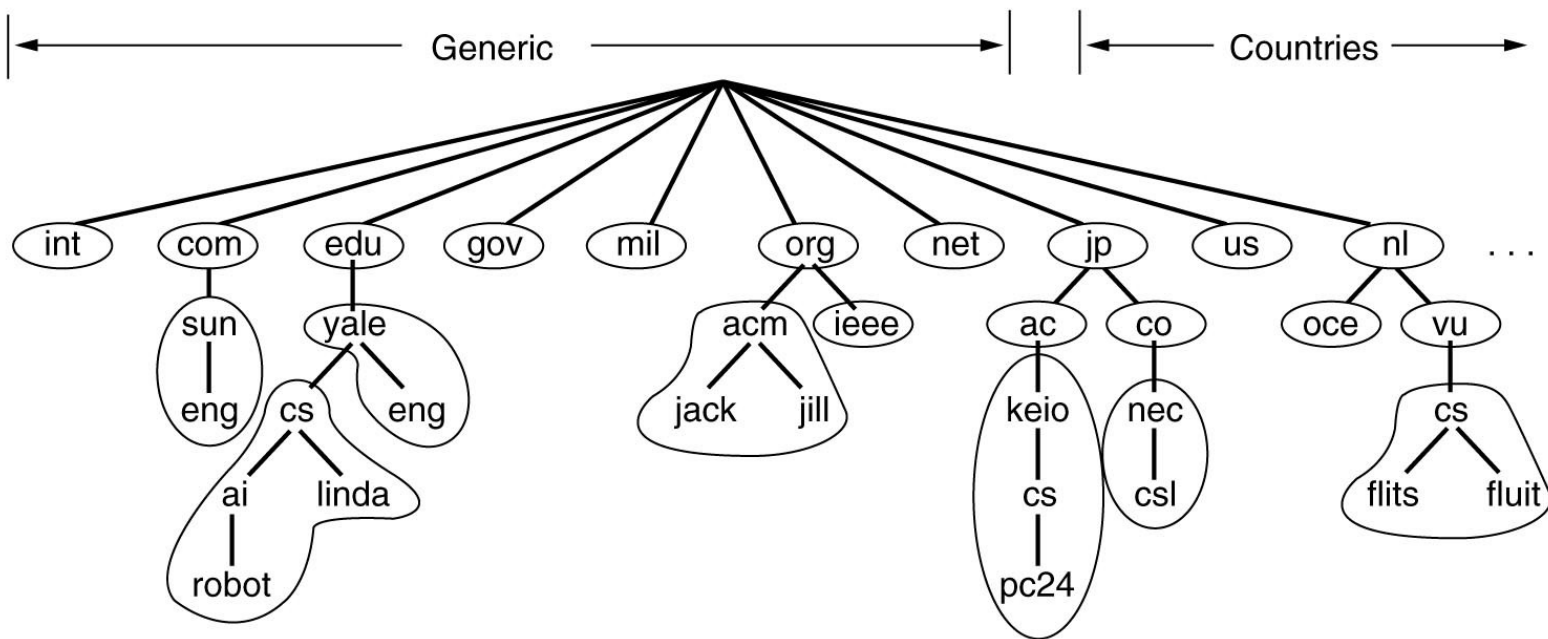 Generic Countries
int com edu gov mil org net jp us nl ...
sun yale acm ieee ac co oce vu
eng cs eng jack jill keio nec cs
ai linda cs csl flits fluit
robot pc24